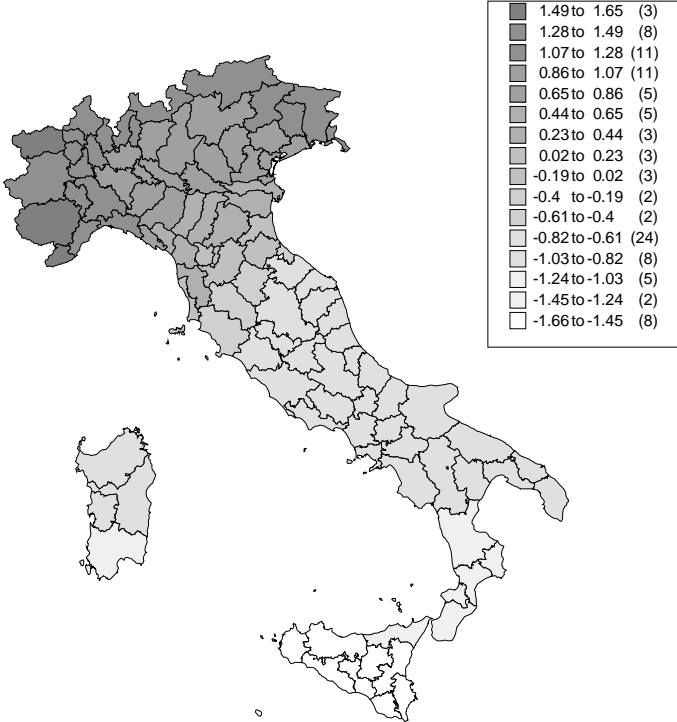 1.49 to 1.65 (3)
1.28 to 1.49 (8)
1.07 to 1.28 (11)
0.86 to 1.07 (11)
0.65 to 0.86 (5)
0.44 to 0.65 (5)
0.23 to 0.44 (3)
0.02 to 0.23 (3)
-0.19 to 0.02 (3)
-0.4 to -0.19 (2)
-0.61 to -0.4 (2)
-0.82 to -0.61 (24)
-1.03 to -0.82 (8)
-1.24 to -1.03 (5)
-1.45 to -1.24 (2)
-1.66 to -1.45 (8)